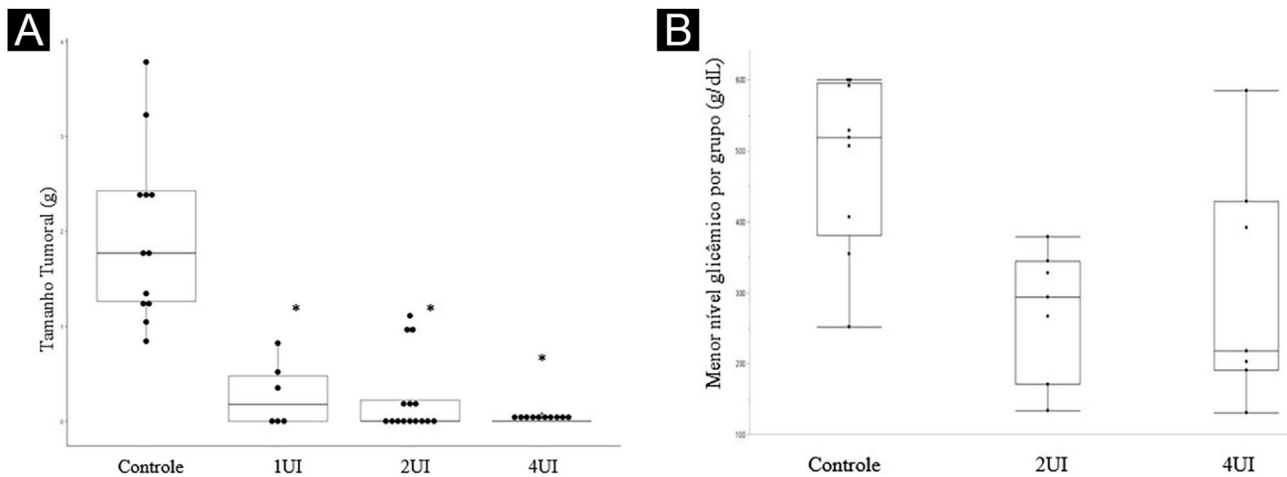 A
Tamanho Tumoral (g)
4
3
2
1
0
*
*
*
Controle
1UI
2UI
4UI
B
Menor nível glicêmico por grupo (g/dL)
600
500
400
300
200
100
Controle
2UI
4UI